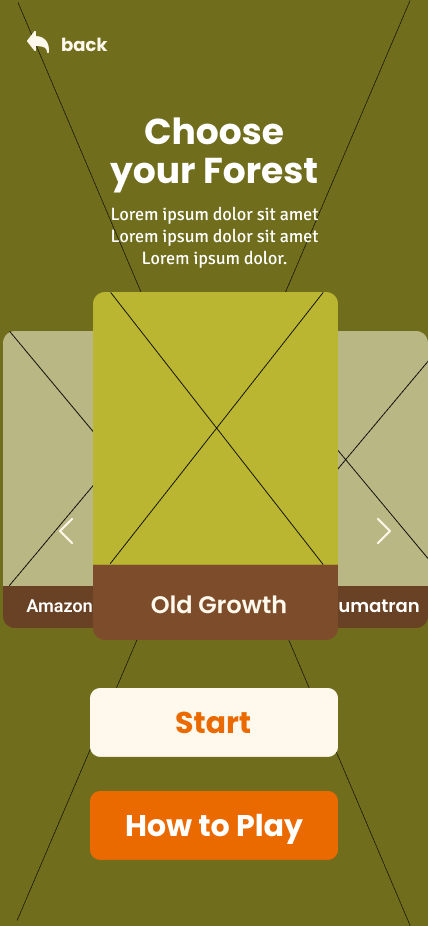 back
Choose
your Forest
Lorem ipsum dolor sit amet
Lorem ipsum dolor sit amet
Lorem ipsum dolor.
Amazon
Old Growth
umatran
Start
How to Play